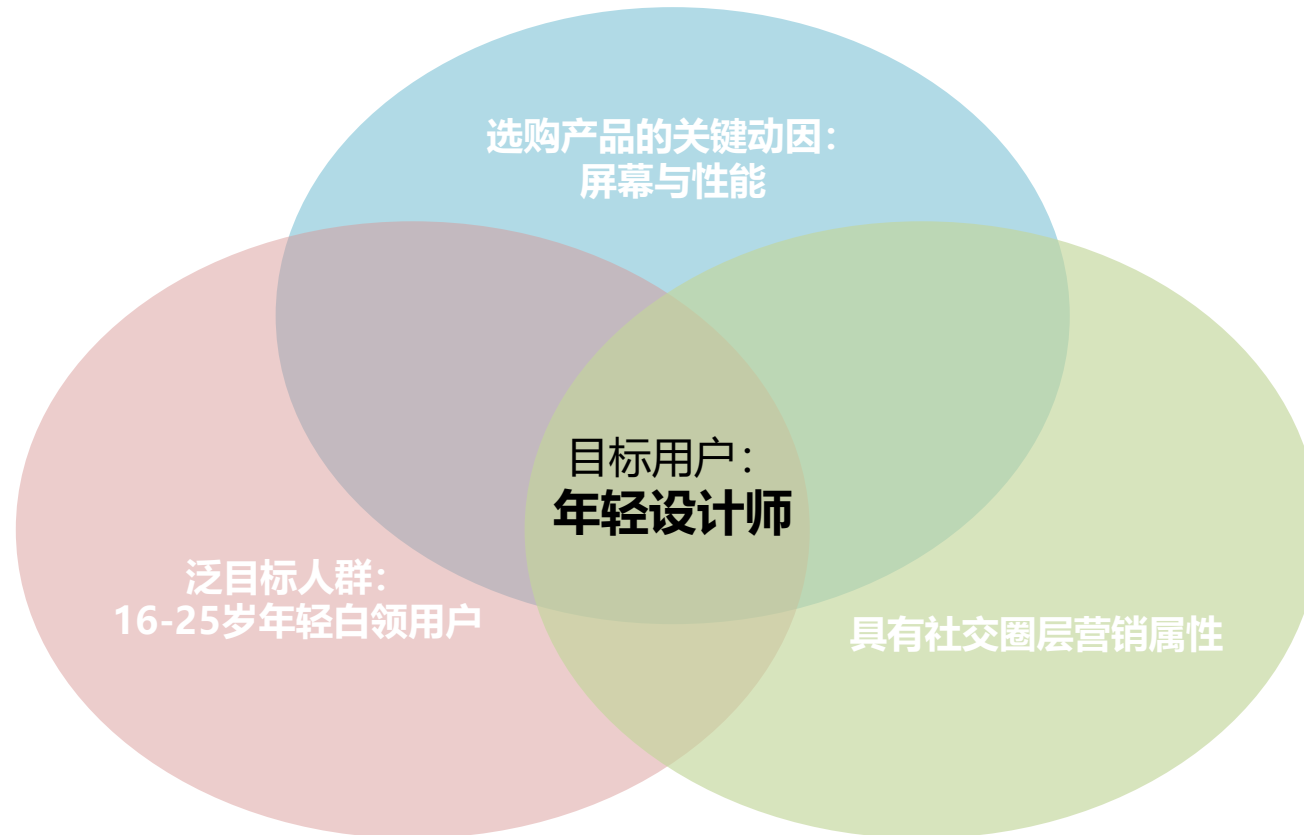 选购产品的关键动因：
屏幕与性能
目标用户：
年轻设计师
泛目标人群：
16-25岁年轻白领用户
具有社交圈层营销属性